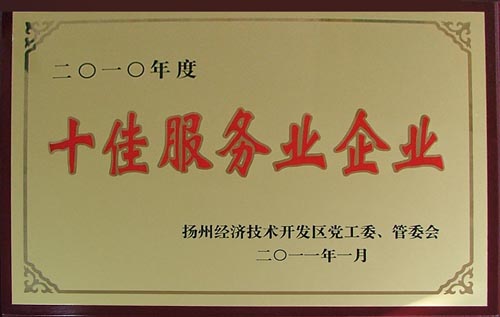 二〇一〇年度
十佳服务业企业
扬州经济技术开发区党工委、管委会
二〇一一年一月